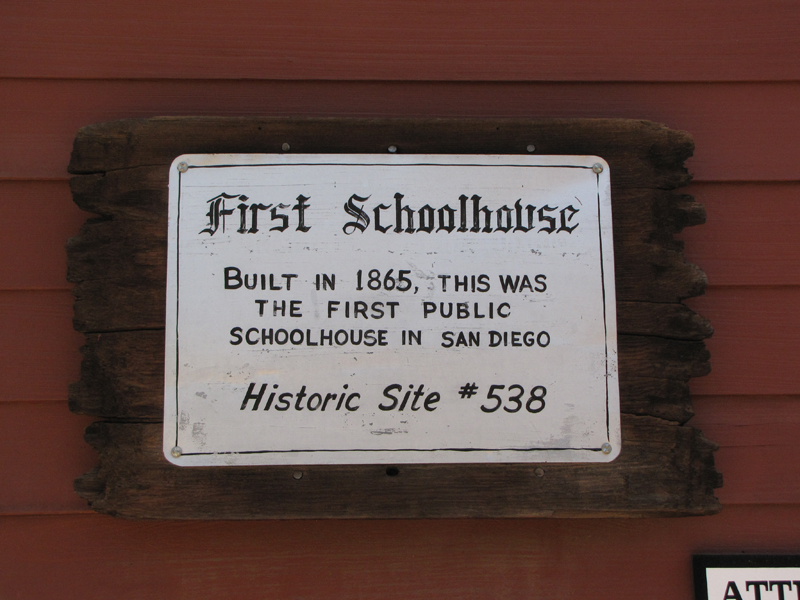 First Schoolhouse
BUILT IN 1865, THIS WAS
THE FIRST PUBLIC
SCHOOLHOUSE IN SAN DIEGO
Historic Site #538